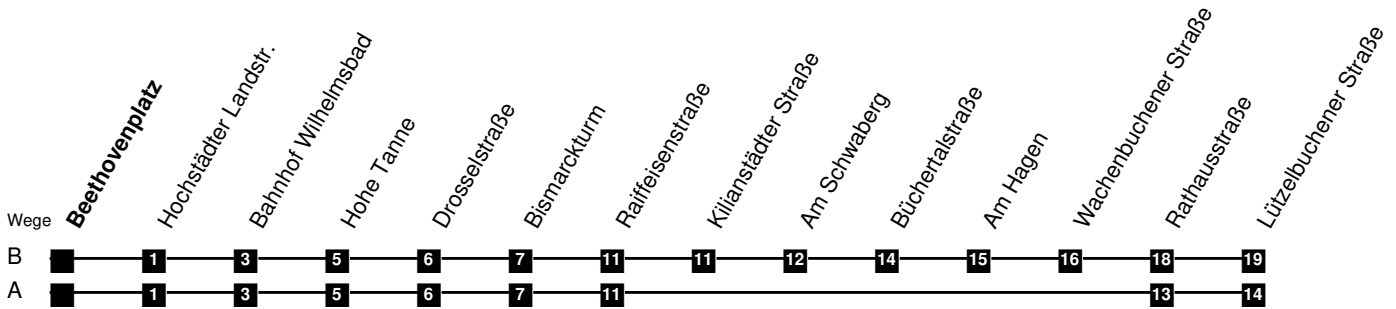 Beethovenplatz
Hochstädter Landstr.
Bahnhof Wilhelmsbad
Hohe Tanne
Drosselstraße
Bismarckturm
Raiffeisenstraße
Kilianstädter Straße
Am Schwaberg
Büchertalstraße
Am Hagen
Wachenbuchener Straße
Rathausstraße
Lützelbuchener Straße
Wege
B 1 3 5 6 7 11 11 12 14 15 16 18 19
A 1 3 5 6 7 11 13 14